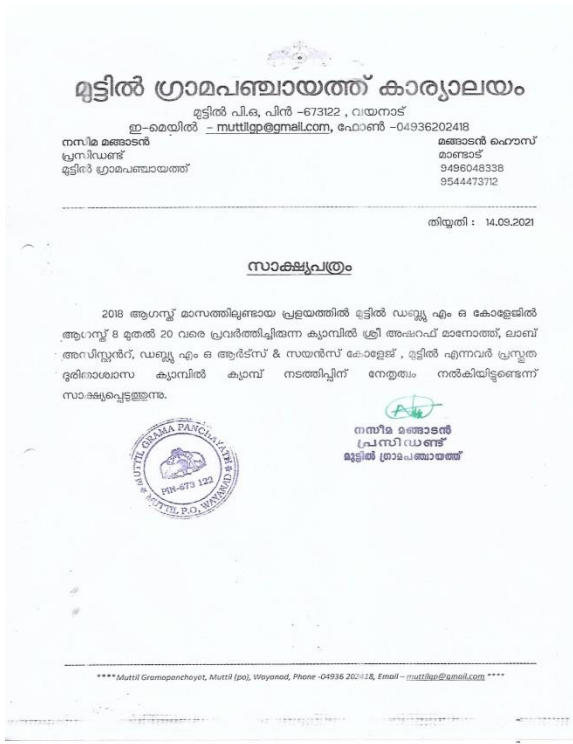 മുട്ടിൽ ഗ്രാമപഞ്ചായത്ത് കാര്യാലയം
മുട്ടിൽ പി.ഒ, പിൻ -673122 , വയനാട്
ഇ-മെയിൽ - muttilgp@gmail.com, ഫോൺ -04936202418
നസിമ മങ്ങാടൻ
പ്രസിഡണ്ട്
മുട്ടിൽ ഗ്രാമപഞ്ചായത്ത്
മങ്ങാടൻ ഹൌസ്
മാണ്ടാട്
9496048338
9544473712
തിയ്യതി : 14.09.2021
സാക്ഷ്യപത്രം
2018 ആഗസ്ത് മാസത്തിലുണ്ടായ പ്രളയത്തിൽ മുട്ടിൽ ഡബ്ല്യു എം ഒ കോളേജിൽ
ആഗസ്ത് 8 മുതൽ 20 വരെ പ്രവർത്തിച്ചിരുന്ന ക്യാമ്പിൽ ശ്രീ അഷറഫ് മാനോത്ത്, ലാബ്
അസിസ്റ്റൻറ്, ഡബ്ല്യു എം ഒ ആർട്സ് & സയൻസ് കോളേജ് , മുട്ടിൽ എന്നവർ പ്രസ്തുത
ദുരിതാശ്വാസ ക്യാമ്പിൽ ക്യാമ്പ് നടത്തിപ്പിന് നേതൃത്വം നൽകിയിട്ടുണ്ടെന്ന്
സാക്ഷ്യപ്പെടുത്തുന്നു.
നസീമ മങ്ങാടൻ
പ്രസിഡണ്ട്
മുട്ടിൽ ഗ്രാമപഞ്ചായത്ത്
MUTTIL GRAMA PANCHAYATH
PIN-673 122
MUTTIL P.O, WAYANAD
****Muttil Gramapanchayat, Muttil (po), Wayanad, Phone -04936 202418, Email – muttilgp@gmail.com ****